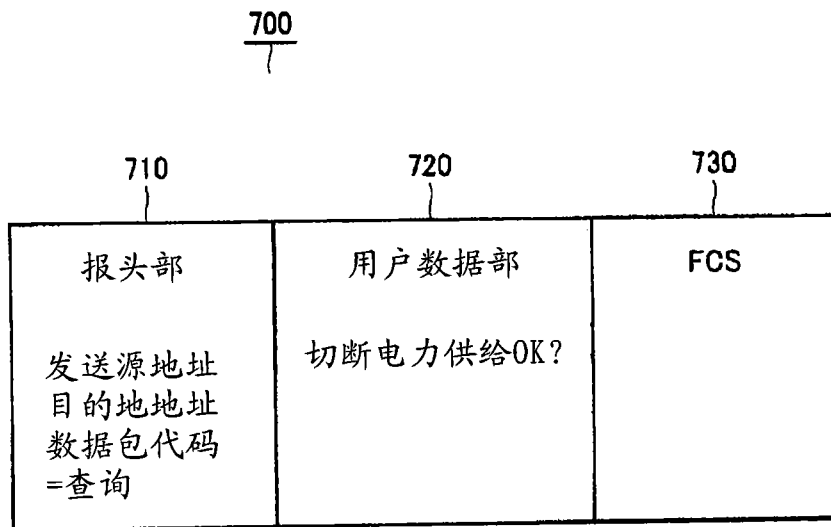 700
710
720
730
报头部
用户数据部
FCS
切断电力供给OK?
发送源地址
目的地地址
数据包代码
=查询